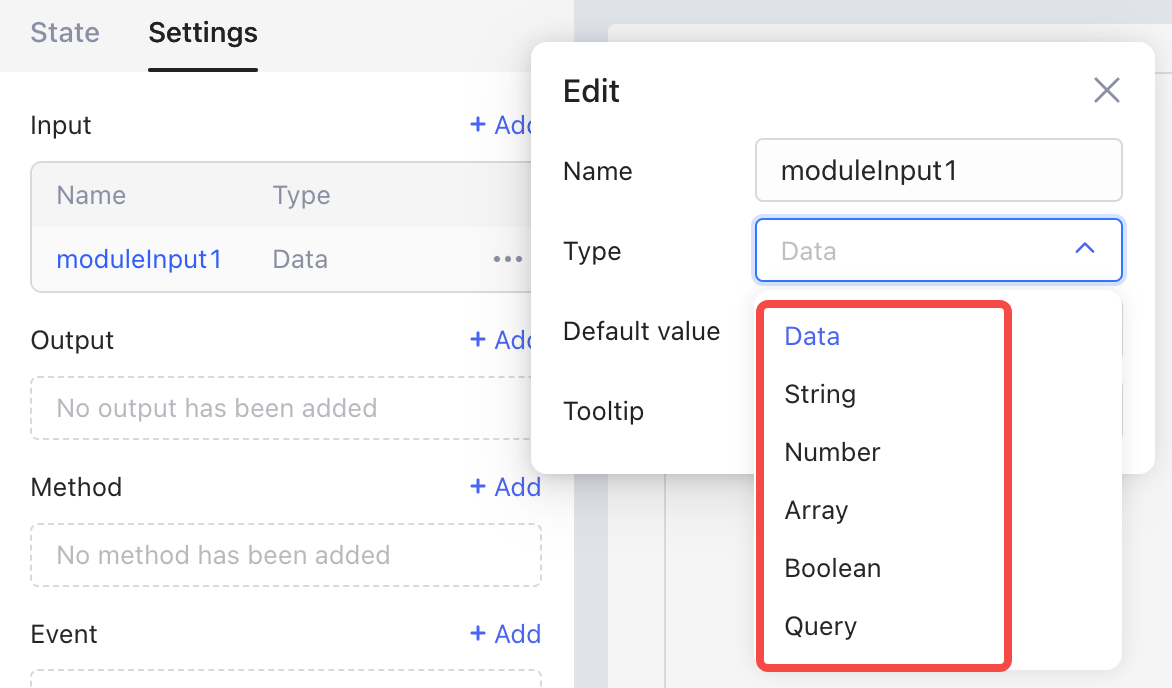 State Settings
Input + Add
Name Type
moduleInput1 Data •••
Output + Add
No output has been added
Method + Add
No method has been added
Event + Add
Edit
Name moduleInput1
Type Data
Default value
Tooltip
Data
String
Number
Array
Boolean
Query